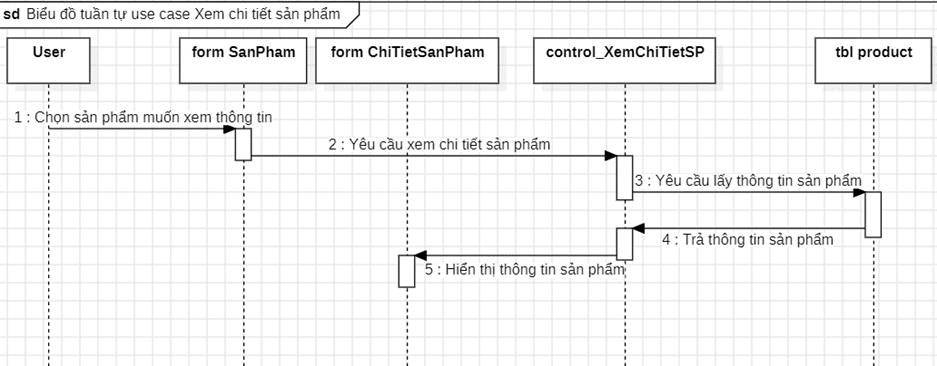 sd Biểu đồ tuần tự use case Xem chi tiết sản phẩm
User
form SanPham
form ChiTietSanPham
control_XemChiTietSP
tbl product
1 : Chọn sản phẩm muốn xem thông tin
2 : Yêu cầu xem chi tiết sản phẩm
3 : Yêu cầu lấy thông tin sản phẩm
4 : Trả thông tin sản phẩm
5 : Hiển thị thông tin sản phẩm